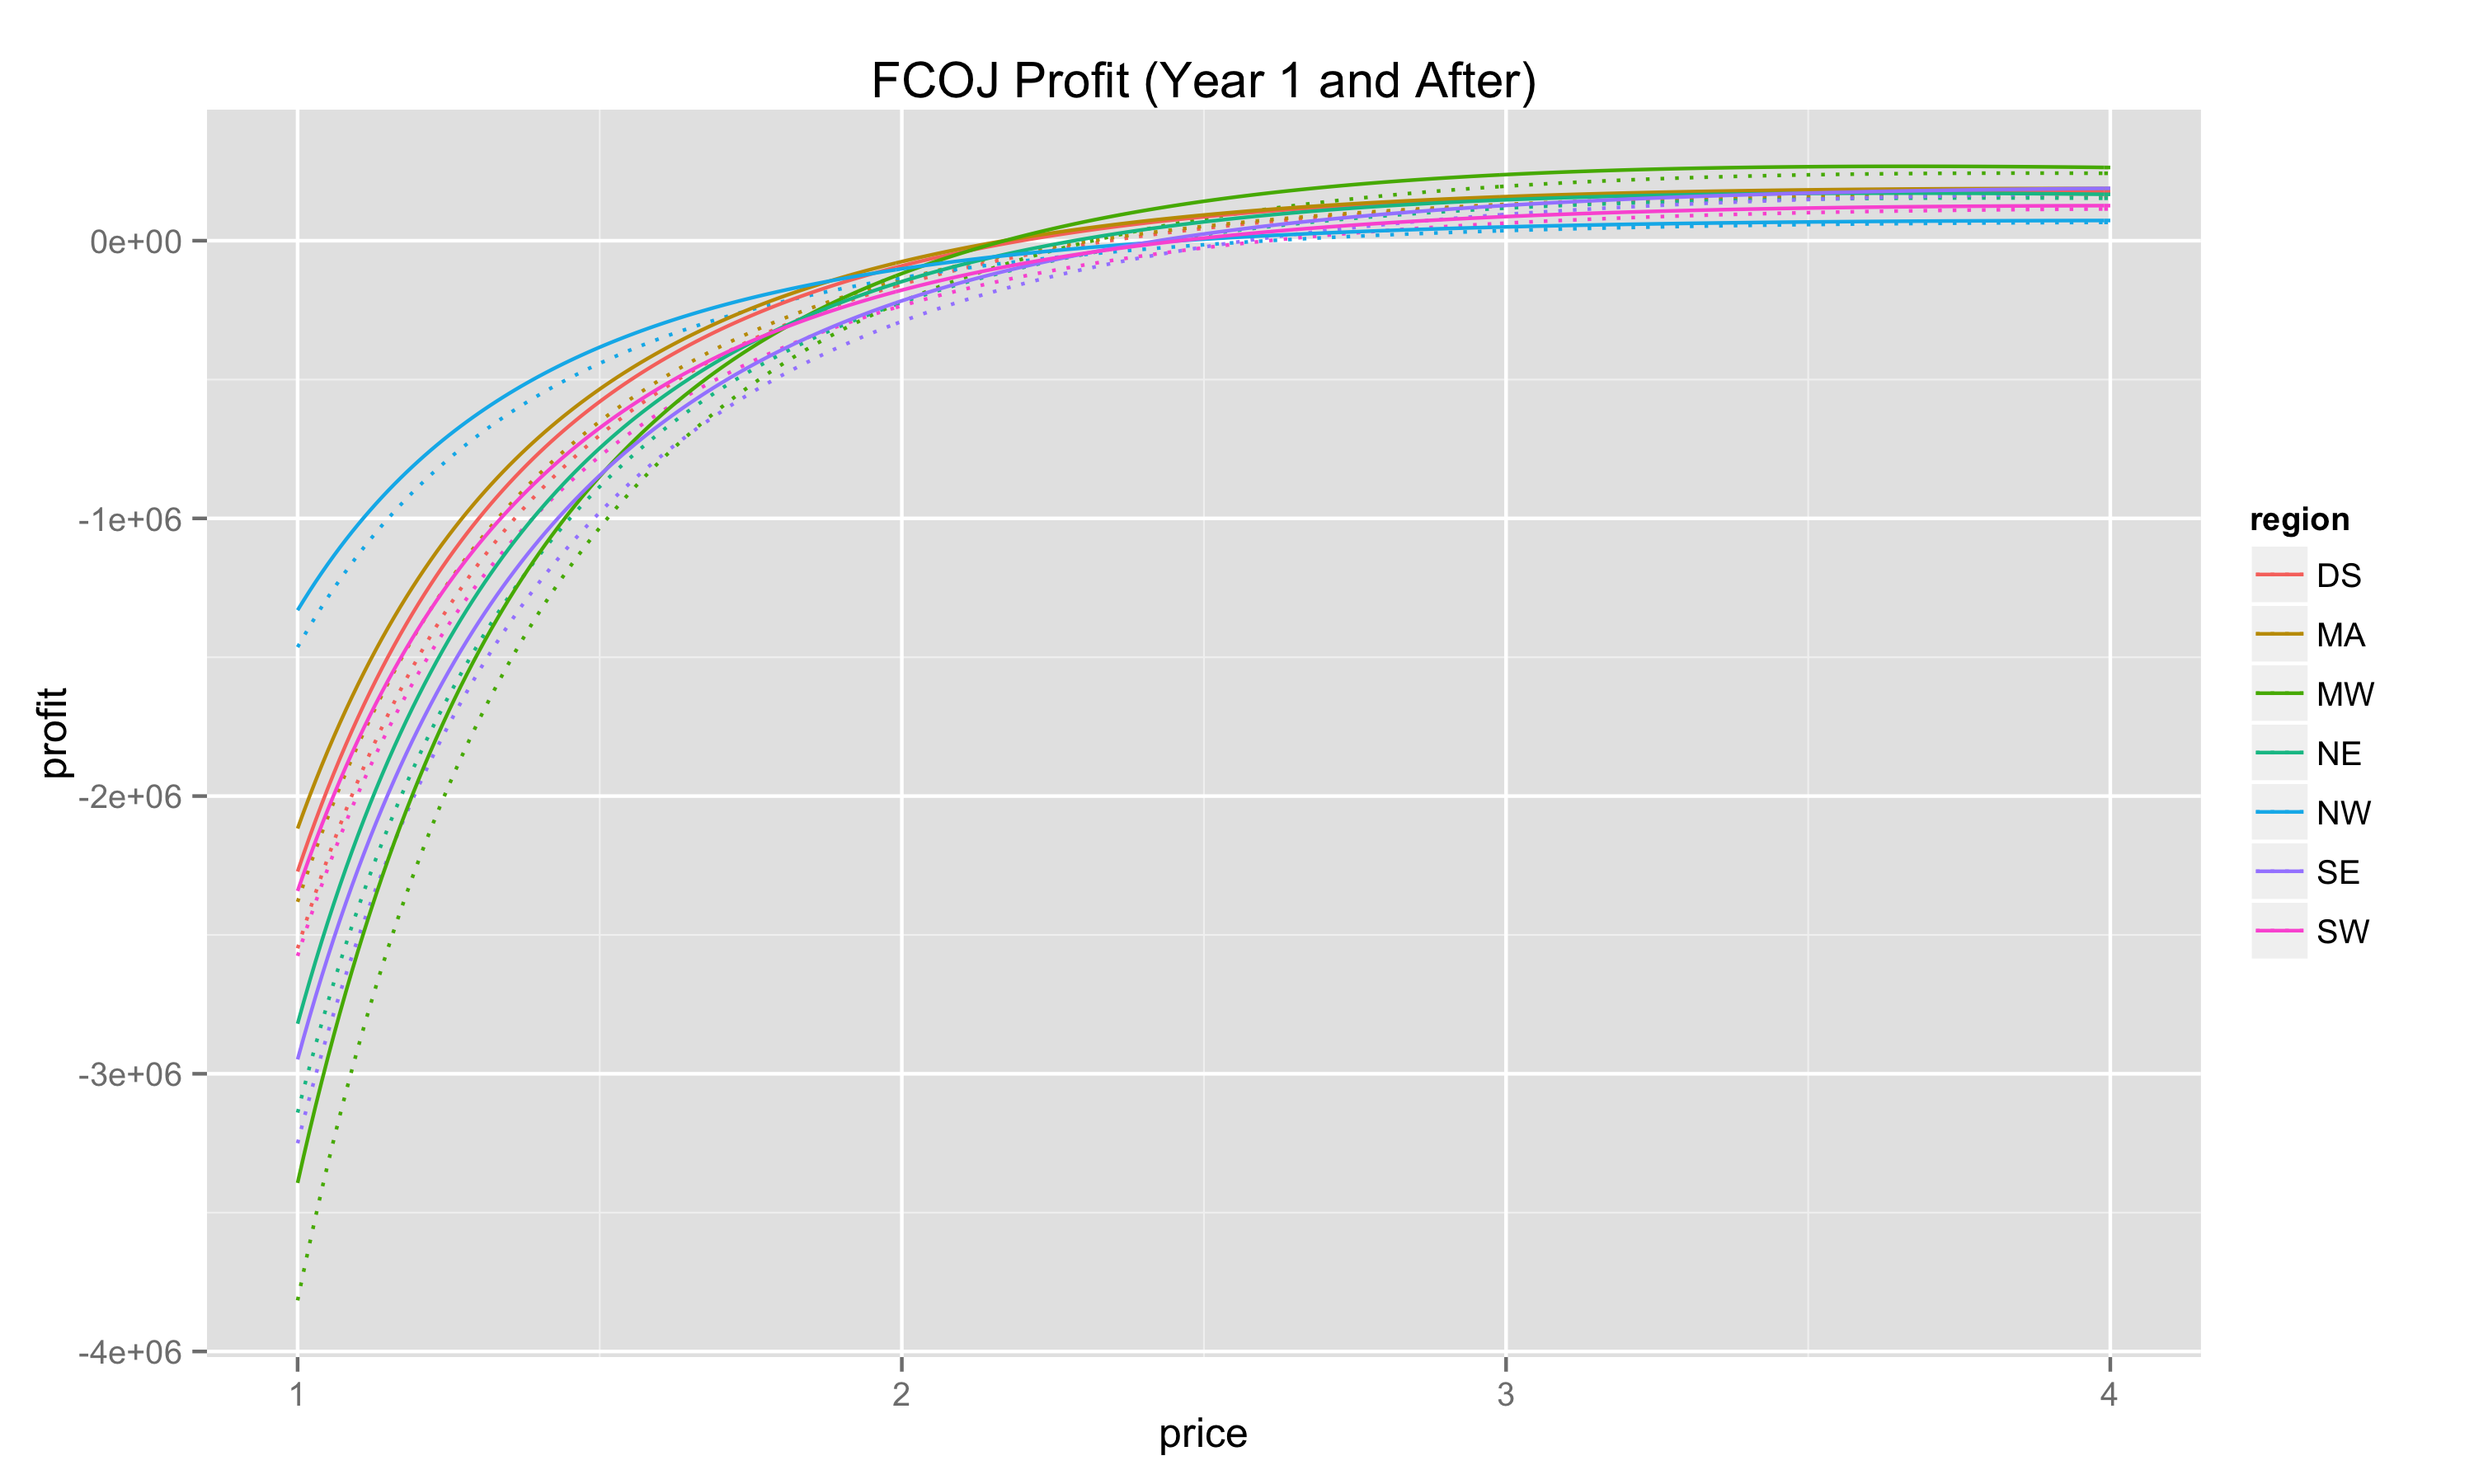 FCOJ Profit (Year 1 and After)
0e+00
-1e+06
-2e+06
-3e+06
-4e+06
profit
1
2
3
4
price
region
DS
MA
MW
NE
NW
SE
SW